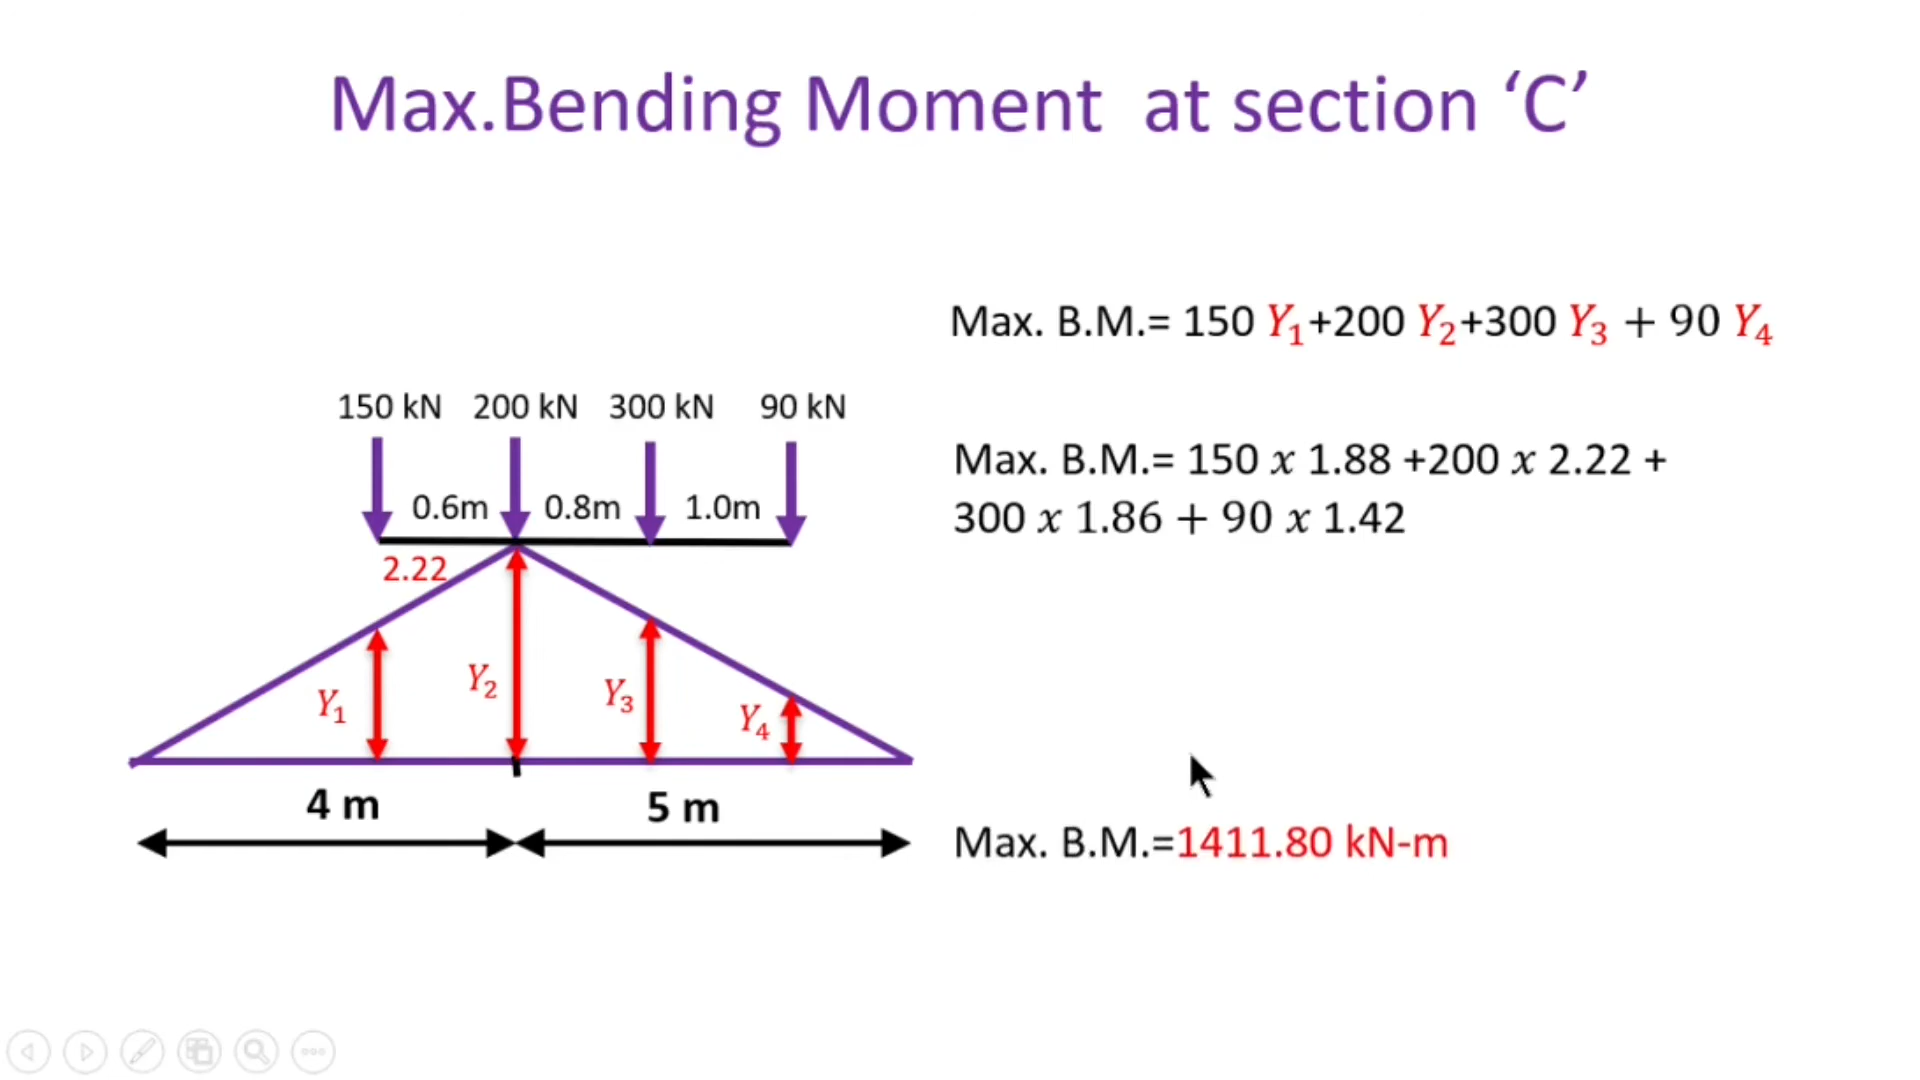 Max.Bending Moment at section ‘C’
Max. B.M.= 150 Y₁+200 Y₂+300 Y₃ + 90 Y₄
150 kN 200 kN 300 kN 90 kN
Max. B.M.= 150 x 1.88 +200 x 2.22 +
300 x 1.86 + 90 x 1.42
0.6m 0.8m 1.0m
2.22
Y₁ Y₂ Y₃ Y₄
4 m 5 m
Max. B.M.=1411.80 kN-m